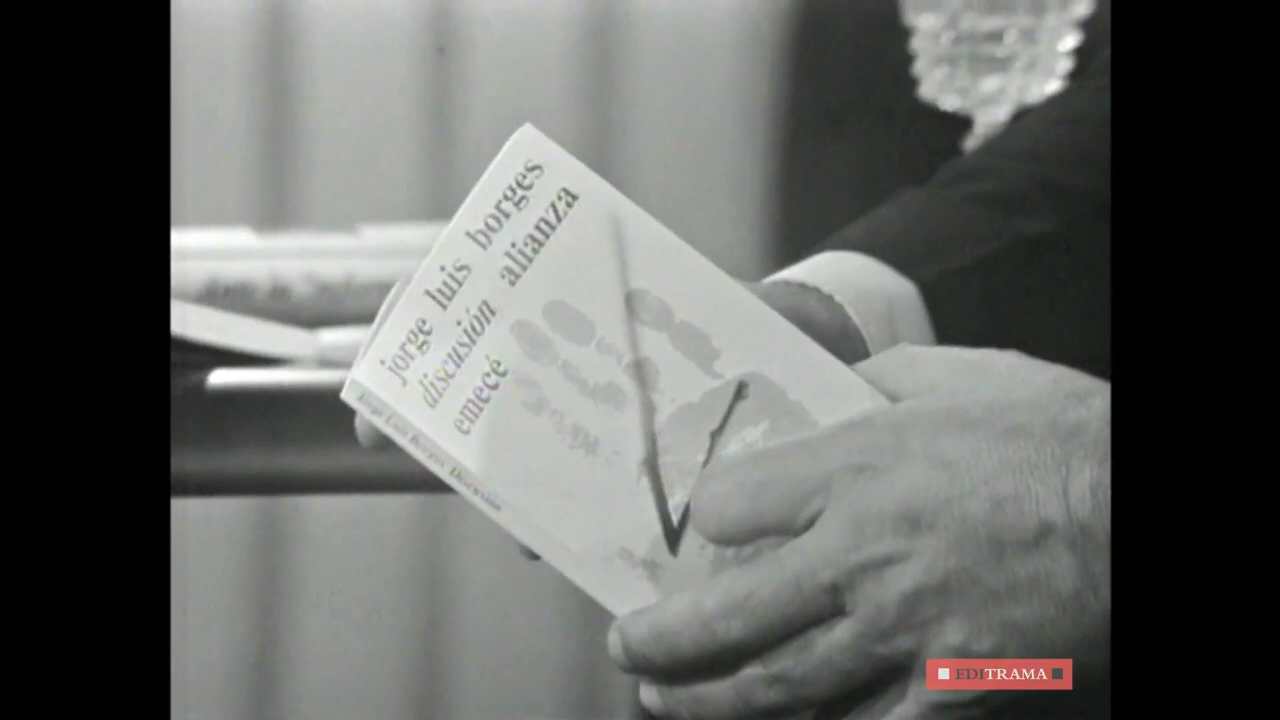 jorge luis borges
discusión alianza
emecé
Jorge Luis Borges Discusión
EDITRAMA